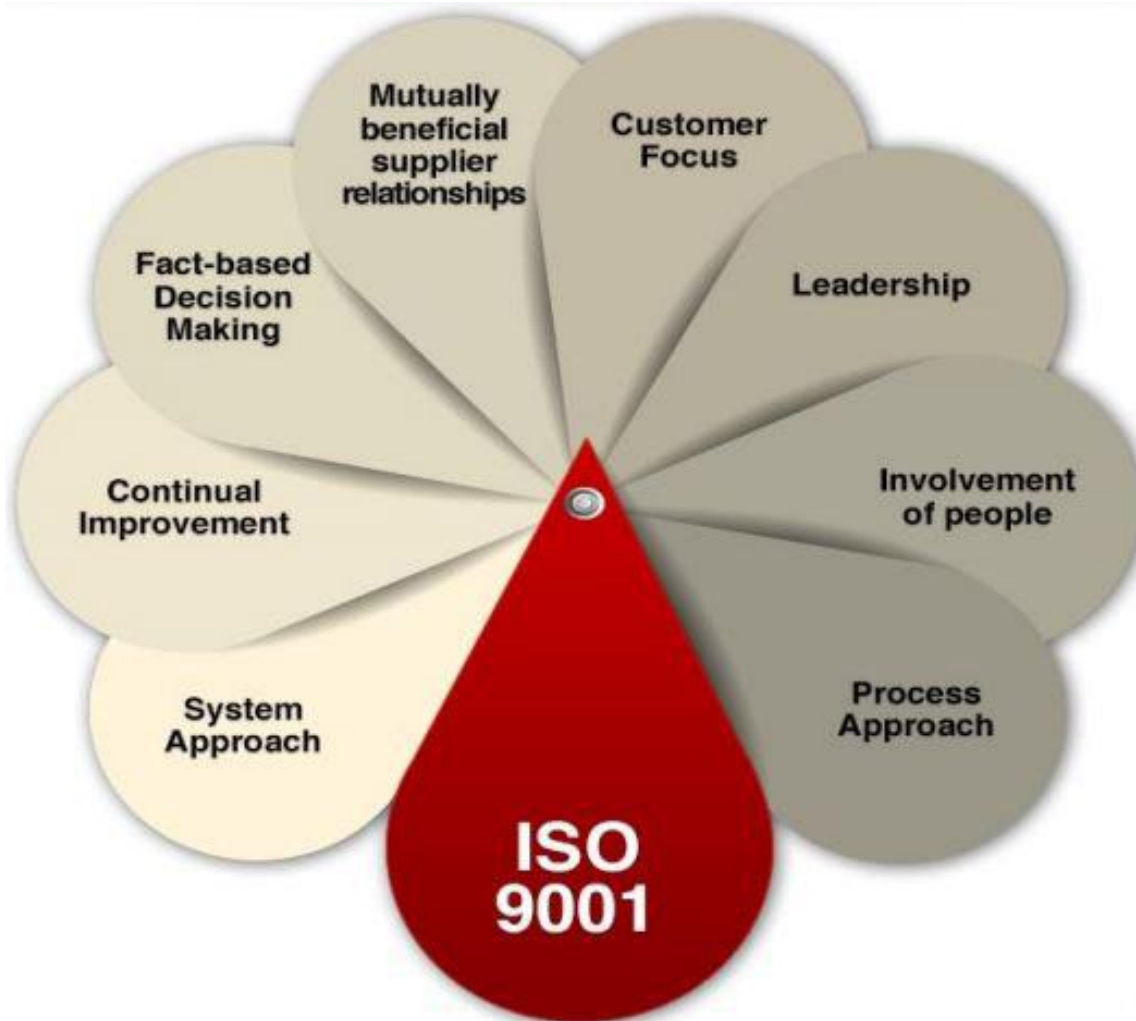 Mutually
beneficial
supplier
relationships
Customer
Focus
Fact-based
Decision
Making
Leadership
Continual
Improvement
Involvement
of people
System
Approach
Process
Approach
ISO
9001